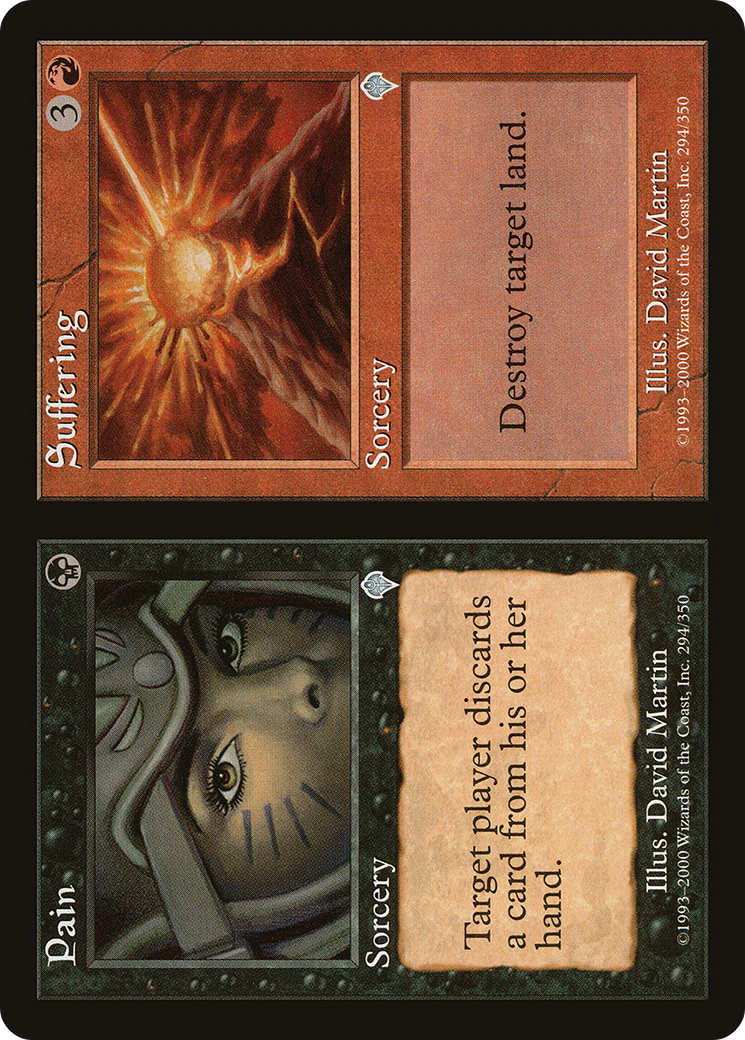 Pain
Sorcery
Target player discards
a card from his or her
hand.
Illus. David Martin
©1993–2000 Wizards of the Coast, Inc. 294/350
Suffering
3
Sorcery
Destroy target land.
Illus. David Martin
©1993–2000 Wizards of the Coast, Inc. 294/350